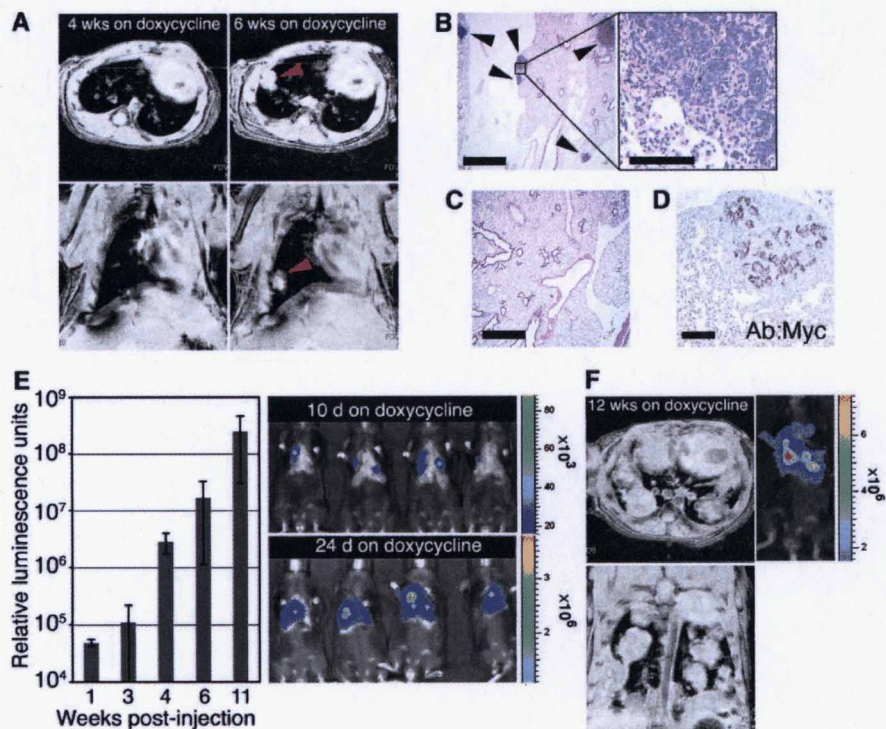 A
4 wks on doxycycline
6 wks on doxycycline
B
C
D
Ab:Myc
E
Relative luminescence units
10⁹
10⁸
10⁷
10⁶
10⁵
10⁴
1 3 4 6 11
Weeks post-injection
10 d on doxycycline
80
60
40
20
x10³
24 d on doxycycline
3
2
x10⁶
F
12 wks on doxycycline
6
4
2
x10⁶